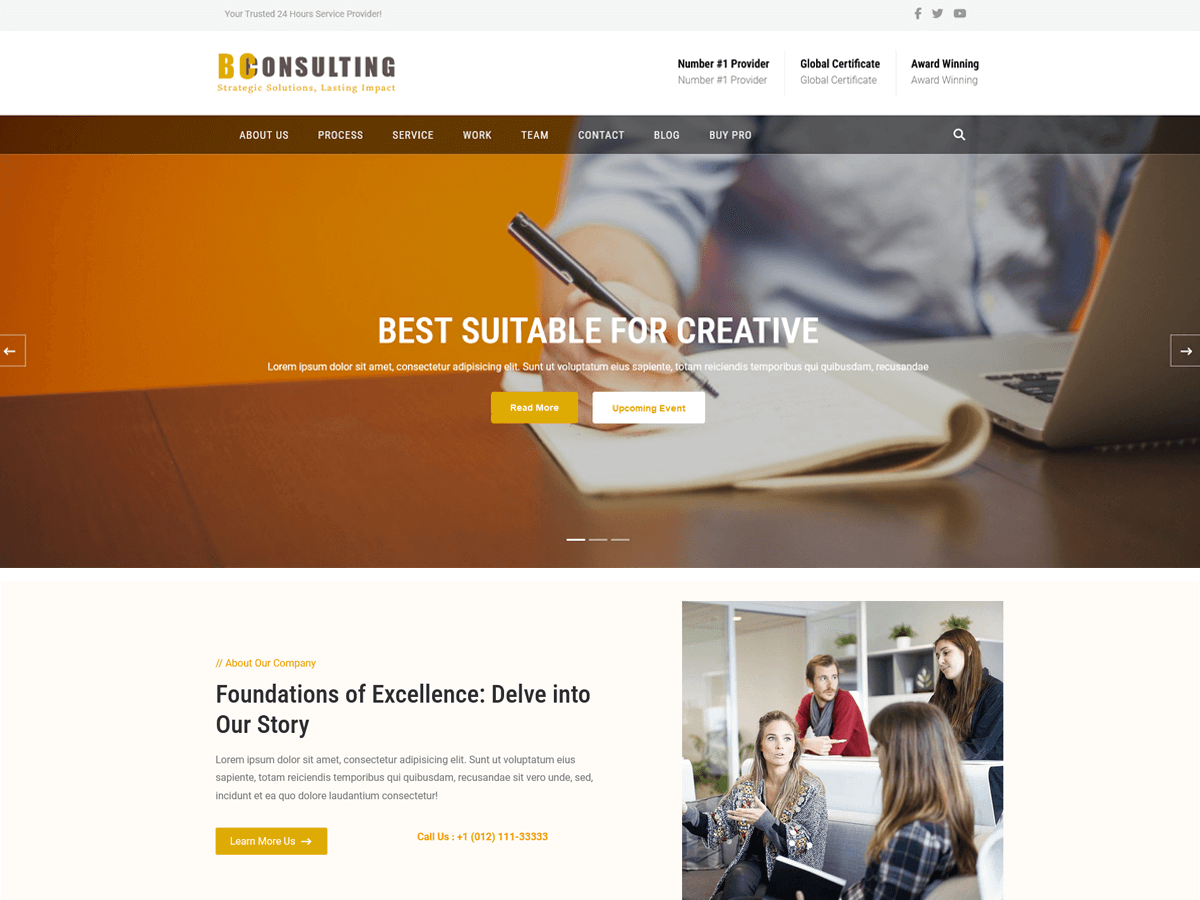 Your Trusted 24 Hours Service Provider!
BCONSULTING
Strategic Solutions, Lasting Impact
Number #1 Provider
Number #1 Provider
Global Certificate
Global Certificate
Award Winning
Award Winning
ABOUT US PROCESS SERVICE WORK TEAM CONTACT BLOG BUY PRO
BEST SUITABLE FOR CREATIVE
Lorem ipsum dolor sit amet, consectetur adipisicing elit. Sunt ut voluptatum eius sapiente, totam reiciendis temporibus qui quibusdam, recusandae
Read More Upcoming Event
// About Our Company
Foundations of Excellence: Delve into
Our Story
Lorem ipsum dolor sit amet, consectetur adipisicing elit. Sunt ut voluptatum eius
sapiente, totam reiciendis temporibus qui quibusdam, recusandae sit vero unde, sed,
incidunt et ea quo dolore laudantium consectetur!
Learn More Us → Call Us : +1 (012) 111-33333